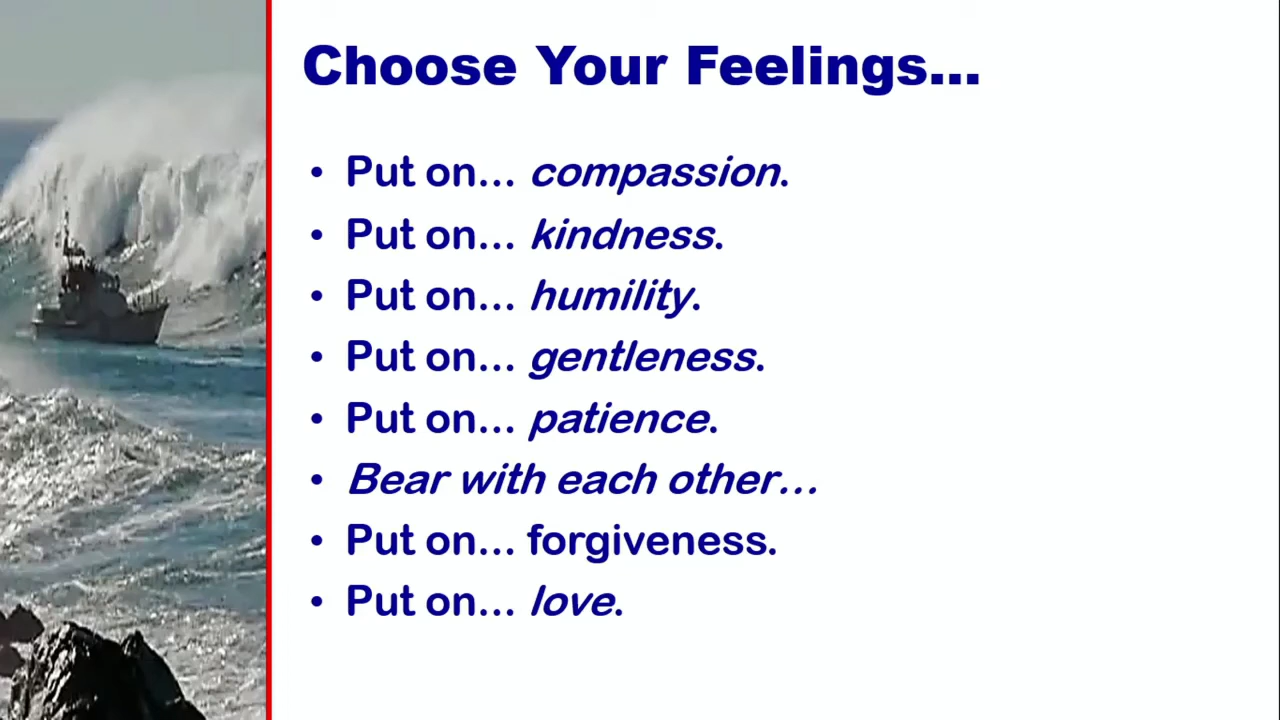 Choose Your Feelings...
• Put on... compassion.
• Put on... kindness.
• Put on... humility.
• Put on... gentleness.
• Put on... patience.
• Bear with each other...
• Put on... forgiveness.
• Put on... love.